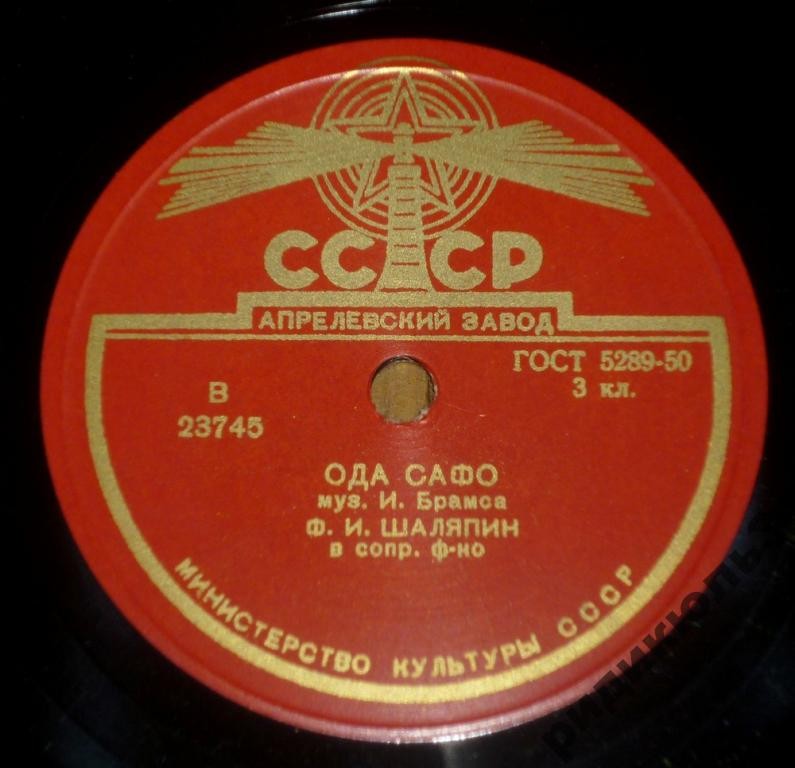 СССР
АПРЕЛЕВСКИЙ ЗАВОД
ГОСТ 5289-50
3 кл.
В
23745
ОДА САФО
муз. И. Брамса
Ф. И. ШАЛЯПИН
в сопр. ф-но
МИНИСТЕРСТВО КУЛЬТУРЫ СССР